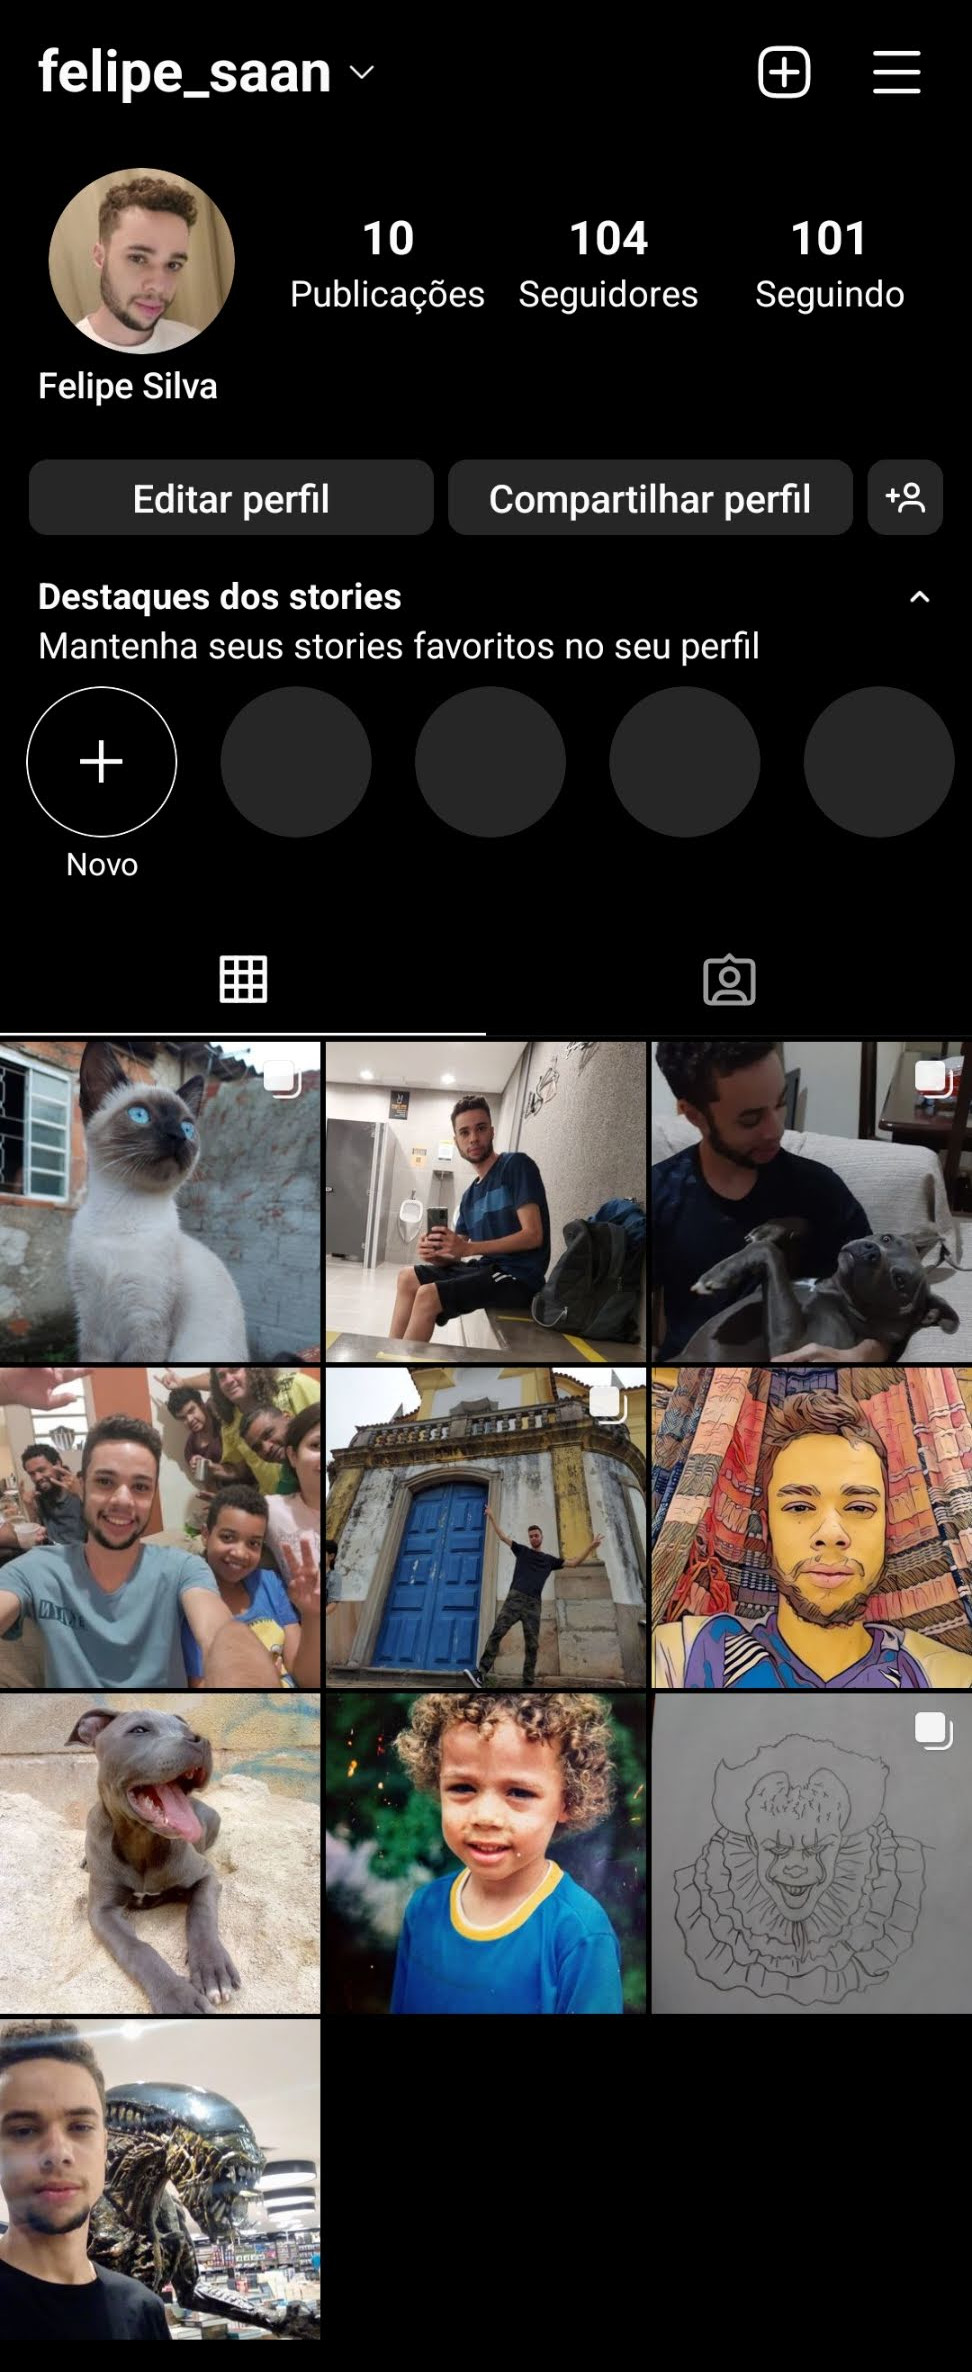 felipe_saan
10 104 101
Publicações Seguidores Seguindo
Felipe Silva
Editar perfil Compartilhar perfil
Destaques dos stories
Mantenha seus stories favoritos no seu perfil
Novo